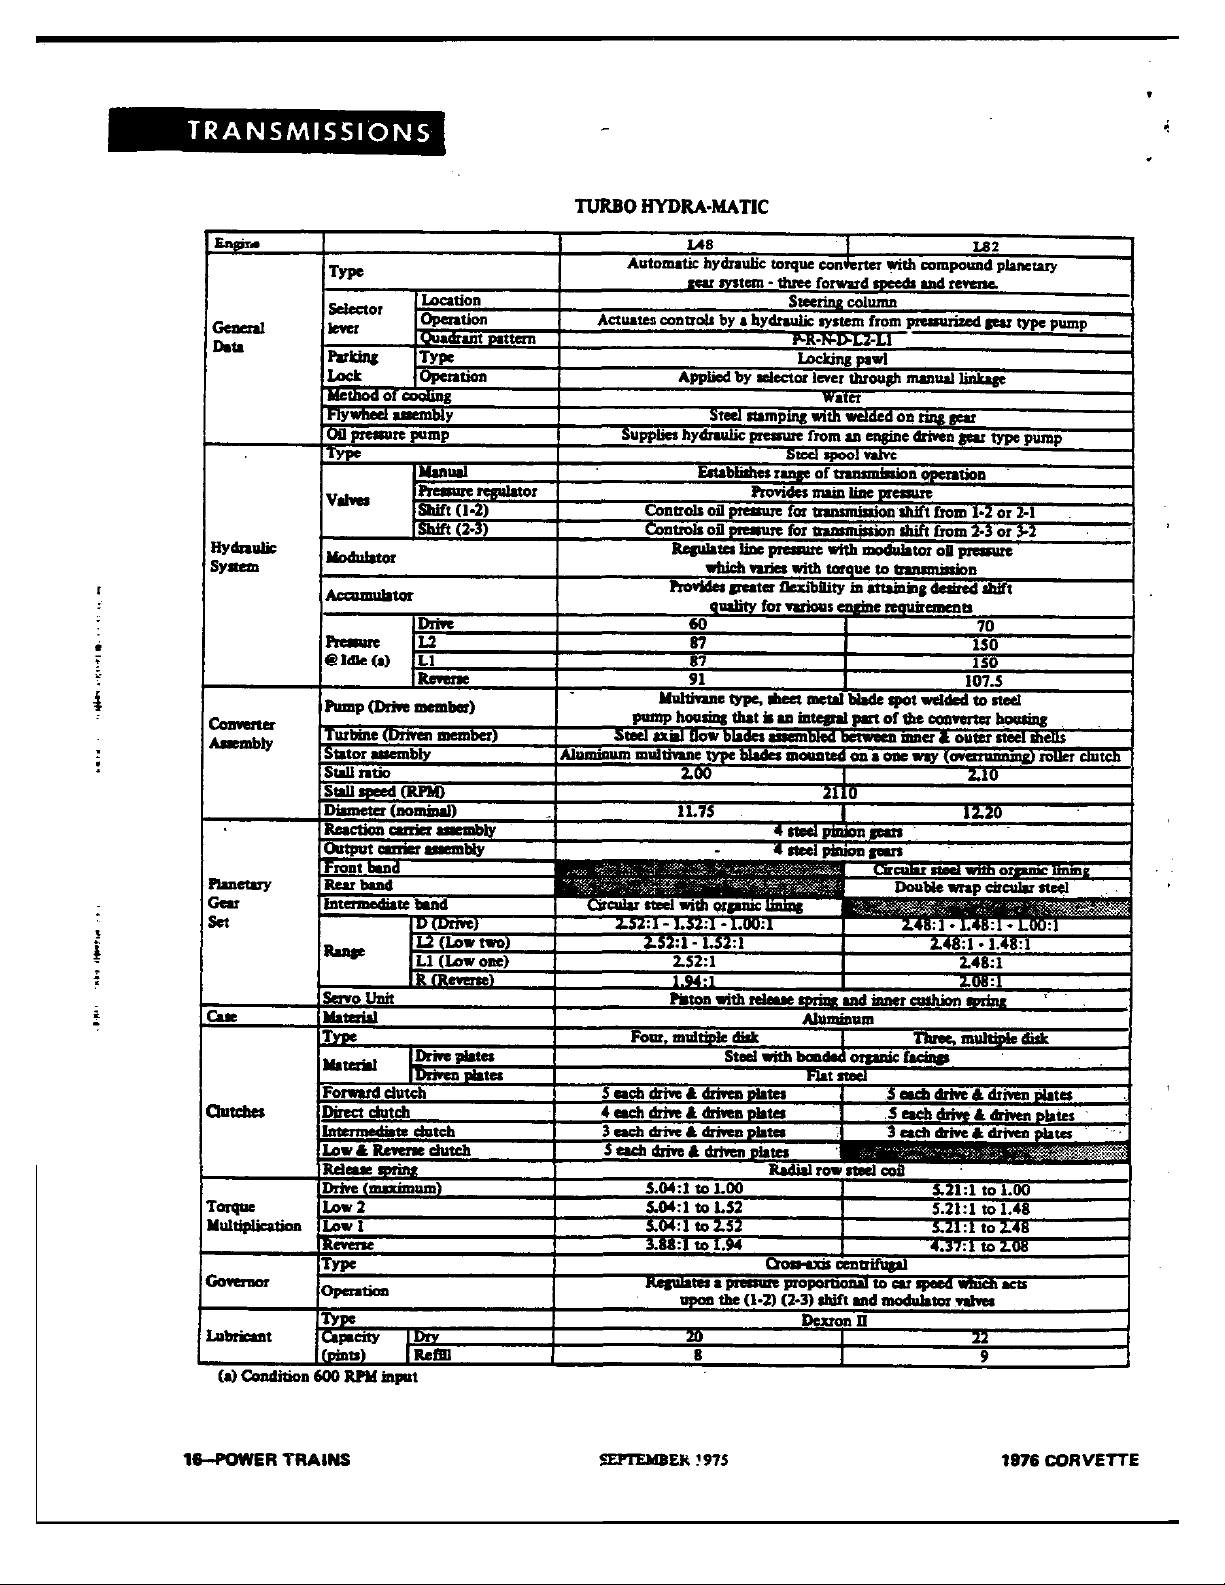 TRANSMISSIONS
TURBO HYDRA-MATIC
Engine L48 L82
General Data
Type Automatic hydraulic torque converter with compound planetary
gear system - three forward speeds and reverse.
Selector lever Location Steering column
Operation Actuates controls by a hydraulic system from pressurized gear type pump
Quadrant pattern P-R-N-D-L2-L1
Parking Lock Type Locking pawl
Operation Applied by selector lever through manual linkage
Method of cooling Water
Flywheel assembly Steel stamping with welded on ring gear
Oil pressure pump Supplies hydraulic pressure from an engine driven gear type pump
Hydraulic System
Type Steel spool valve
Valves Manual Establishes range of transmission operation
Pressure regulator Provides main line pressure
Shift (1-2) Controls oil pressure for transmission shift from 1-2 or 2-1
Shift (2-3) Controls oil pressure for transmission shift from 2-3 or 3-2
Modulator Regulates line pressure with modulator oil pressure
which varies with torque to transmission
Accumulator Provides greater flexibility in attaining desired shift
quality for various engine requirements
Pressure @ Idle (a) Drive 60 70
L2 87 150
L1 87 150
Reverse 91 107.5
Converter Assembly
Pump (Drive member) Multivane type, sheet metal blade spot welded to steel
pump housing that is an integral part of the converter housing
Turbine (Driven member) Steel axial flow blades assembled between inner & outer steel shells
Stator assembly Aluminum multivane type blades mounted on a one way (overrunning) roller clutch
Stall ratio 2.00 2.10
Stall speed (RPM) 2110
Diameter (nominal) 11.75 12.20
Planetary Gear Set
Reaction carrier assembly 4 steel pinion gears
Output carrier assembly 4 steel pinion gears
Front band Circular steel with organic lining
Rear band Double wrap circular steel
Intermediate band Circular steel with organic lining
Range D (Drive) 2.52:1 - 1.52:1 - 1.00:1 2.48:1 - 1.48:1 - 1.00:1
L2 (Low two) 2.52:1 - 1.52:1 2.48:1 - 1.48:1
L1 (Low one) 2.52:1 2.48:1
R (Reverse) 1.94:1 2.08:1
Servo Unit Piston with release spring and inner cushion spring
Case Material Aluminum
Clutches
Type Four, multiple disk Three, multiple disk
Material Drive plates Steel with bonded organic facings
Driven plates Flat steel
Forward clutch 5 each drive & driven plates 5 each drive & driven plates
Direct clutch 4 each drive & driven plates 5 each drive & driven plates
Intermediate clutch 3 each drive & driven plates 3 each drive & driven plates
Low & Reverse clutch 5 each drive & driven plates
Release spring Radial row steel coil
Torque Multiplication
Drive (maximum) 5.04:1 to 1.00 5.21:1 to 1.00
Low 2 5.04:1 to 1.52 5.21:1 to 1.48
Low 1 5.04:1 to 2.52 5.21:1 to 2.48
Reverse 3.88:1 to 1.94 4.37:1 to 2.08
Governor
Type Cross-axis centrifugal
Operation Regulates a pressure proportional to car speed which acts
upon the (1-2) (2-3) shift and modulator valves
Lubricant
Type Dexron II
Capacity (pints) Dry 20 22
Refill 8 9
(a) Condition 600 RPM input
16—POWER TRAINS SEPTEMBER 1975 1976 CORVETTE